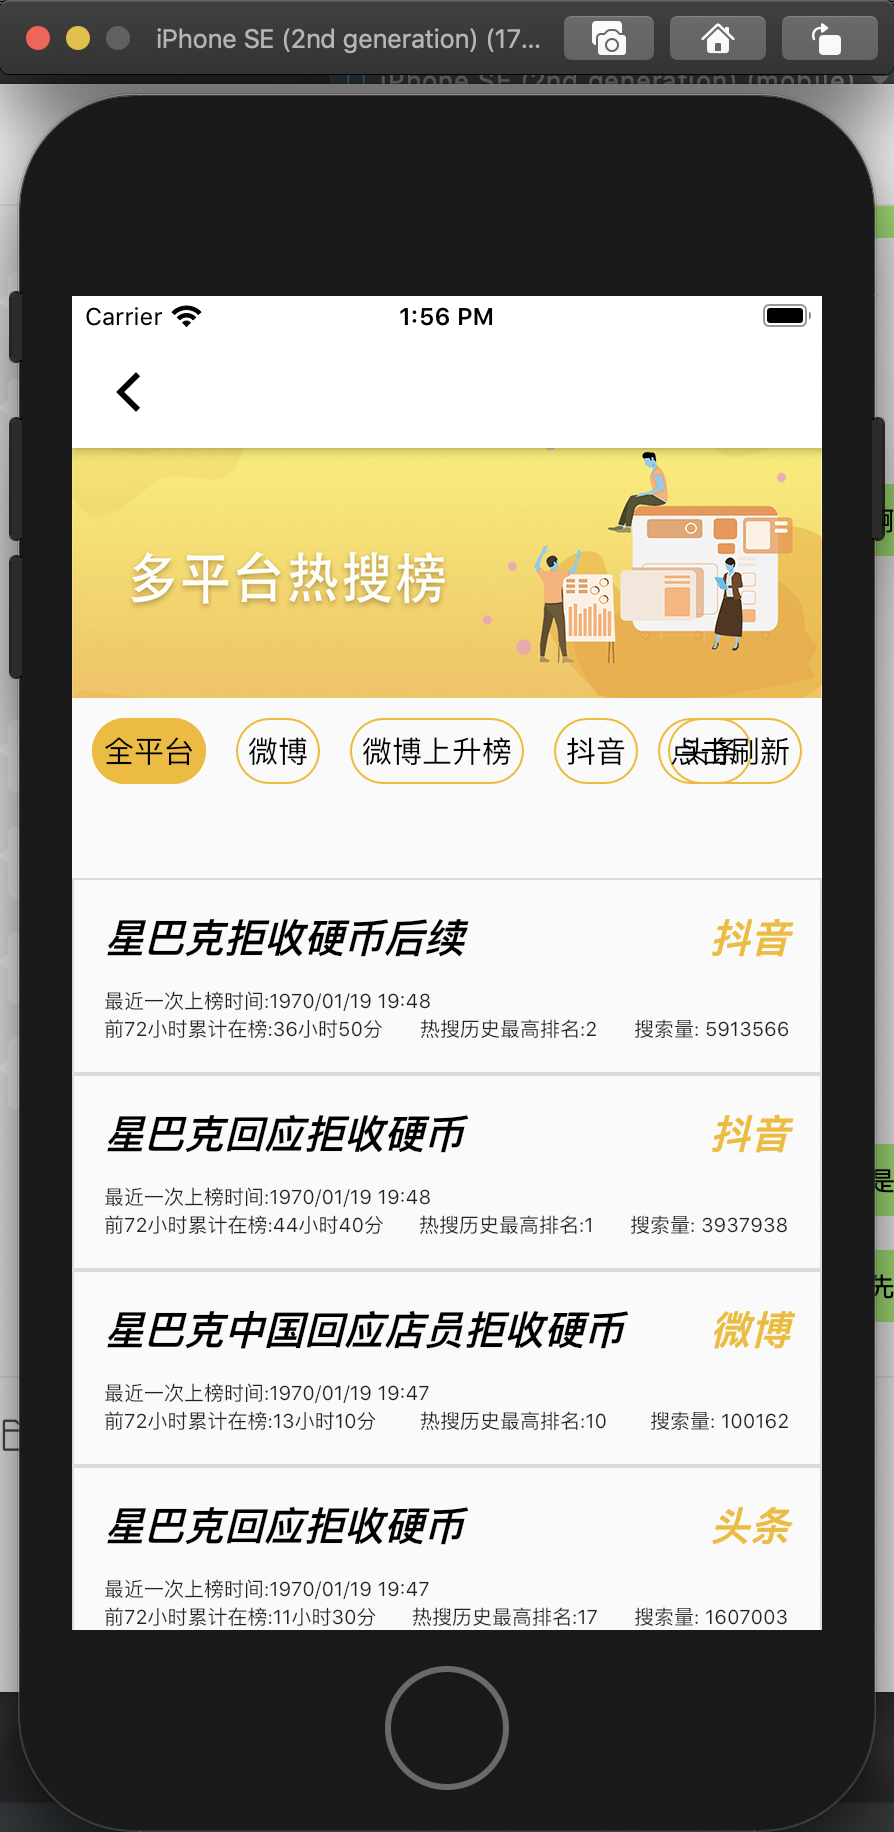 iPhone SE (2nd generation) (17...
iPhone SE (2nd generation) (mobile)
Carrier 1:56 PM
多平台热搜榜
全平台 微博 微博上升榜 抖音 头条 点击刷新
星巴克拒收硬币后续 抖音
最近一次上榜时间:1970/01/19 19:48
前72小时累计在榜:36小时50分 热搜历史最高排名:2 搜索量: 5913566
星巴克回应拒收硬币 抖音
最近一次上榜时间:1970/01/19 19:48
前72小时累计在榜:44小时40分 热搜历史最高排名:1 搜索量: 3937938
是
先
星巴克中国回应店员拒收硬币 微博
最近一次上榜时间:1970/01/19 19:47
前72小时累计在榜:13小时10分 热搜历史最高排名:10 搜索量: 100162
星巴克回应拒收硬币 头条
最近一次上榜时间:1970/01/19 19:47
前72小时累计在榜:11小时30分 热搜历史最高排名:17 搜索量: 1607003